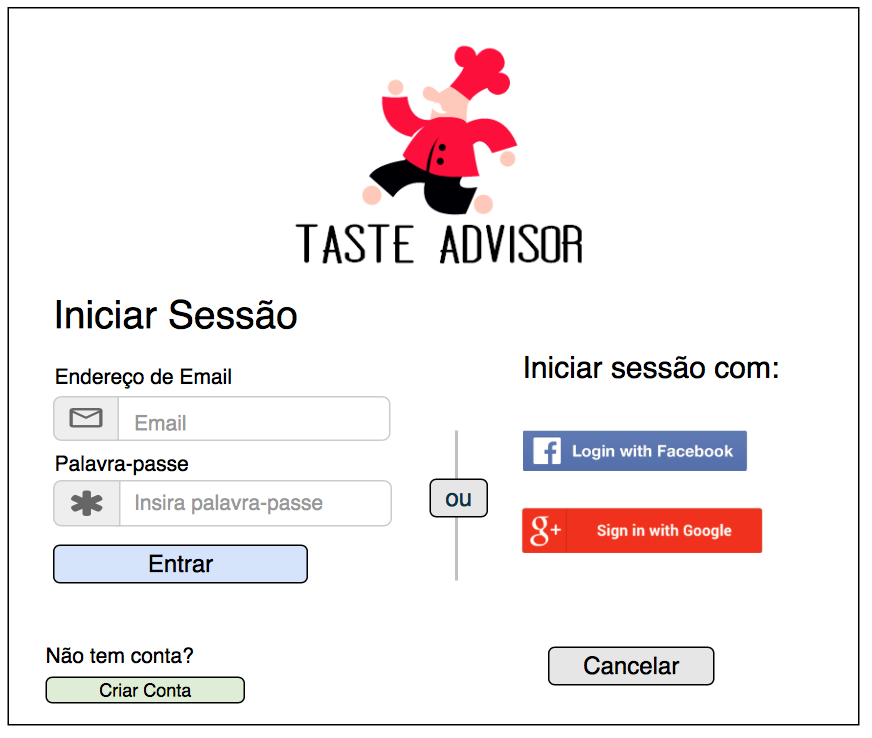 TASTE ADVISOR
Iniciar Sessão
Endereço de Email
Email
Palavra-passe
Insira palavra-passe
Entrar
Não tem conta?
Criar Conta
ou
Iniciar sessão com:
f Login with Facebook
g+ Sign in with Google
Cancelar